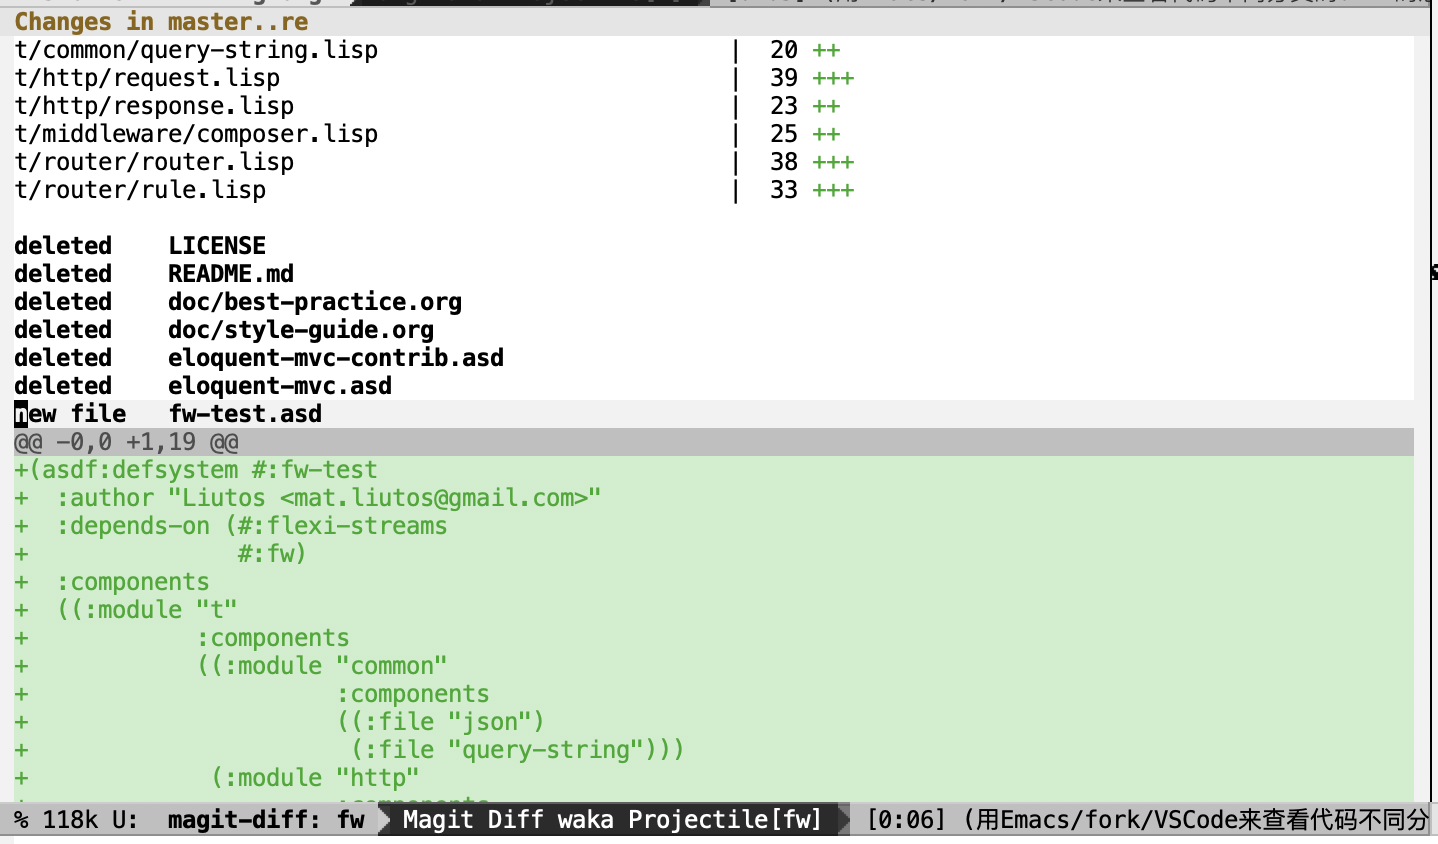 Changes in master..re
t/common/query-string.lisp | 20 ++
t/http/request.lisp | 39 +++
t/http/response.lisp | 23 ++
t/middleware/composer.lisp | 25 ++
t/router/router.lisp | 38 +++
t/router/rule.lisp | 33 +++
deleted    LICENSE
deleted    README.md
deleted    doc/best-practice.org
deleted    doc/style-guide.org
deleted    eloquent-mvc-contrib.asd
deleted    eloquent-mvc.asd
new file   fw-test.asd
@@ -0,0 +1,19 @@
+(asdf:defsystem #:fw-test
+  :author "Liutos <mat.liutos@gmail.com>"
+  :depends-on (#:flexi-streams
+               #:fw)
+  :components
+  ((:module "t"
+            :components
+            ((:module "common"
+                      :components
+                      ((:file "json")
+                       (:file "query-string")))
+             (:module "http"
% 118k U:  magit-diff: fw  Magit Diff waka Projectile[fw]  [0:06] (用Emacs/fork/VSCode来查看代码不同分